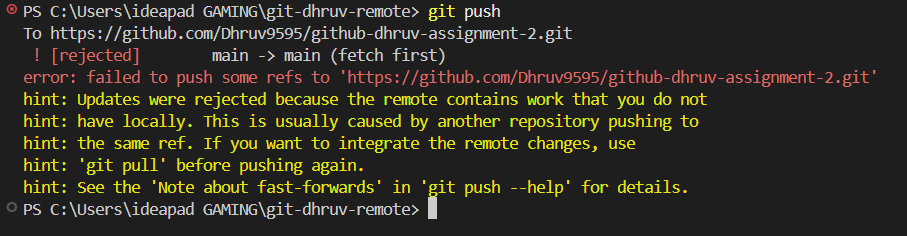 PS C:\Users\ideapad GAMING\git-dhruv-remote> git push
To https://github.com/Dhruv9595/github-dhruv-assignment-2.git
 ! [rejected]        main -> main (fetch first)
error: failed to push some refs to 'https://github.com/Dhruv9595/github-dhruv-assignment-2.git'
hint: Updates were rejected because the remote contains work that you do not
hint: have locally. This is usually caused by another repository pushing to
hint: the same ref. If you want to integrate the remote changes, use
hint: 'git pull' before pushing again.
hint: See the 'Note about fast-forwards' in 'git push --help' for details.
PS C:\Users\ideapad GAMING\git-dhruv-remote>